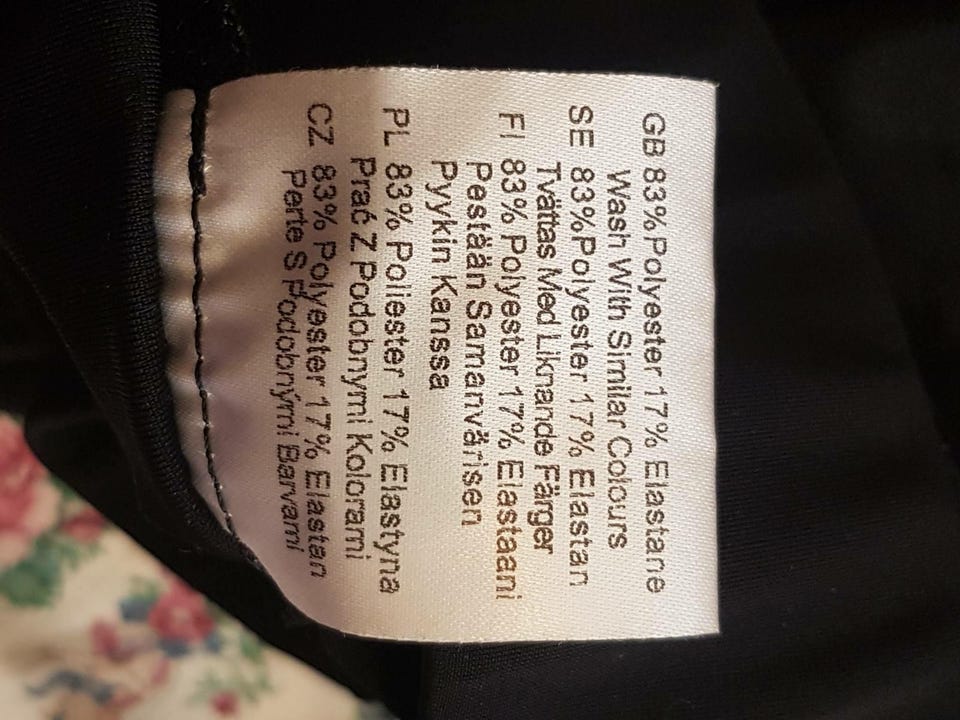 GB 83%Polyester 17% Elastane
Wash With Similar Colours
SE 83%Polyester 17% Elastan
Tvättas Med Liknande Färger
FI 83% Polyester 17% Elastaani
Pestään Samanvärisen
Pyykin Kanssa
PL 83% Poliester 17% Elastyna
Prać Z Podobnymi Kolorami
CZ 83% Polyester 17% Elastan
Perte S Podobnými Barvami